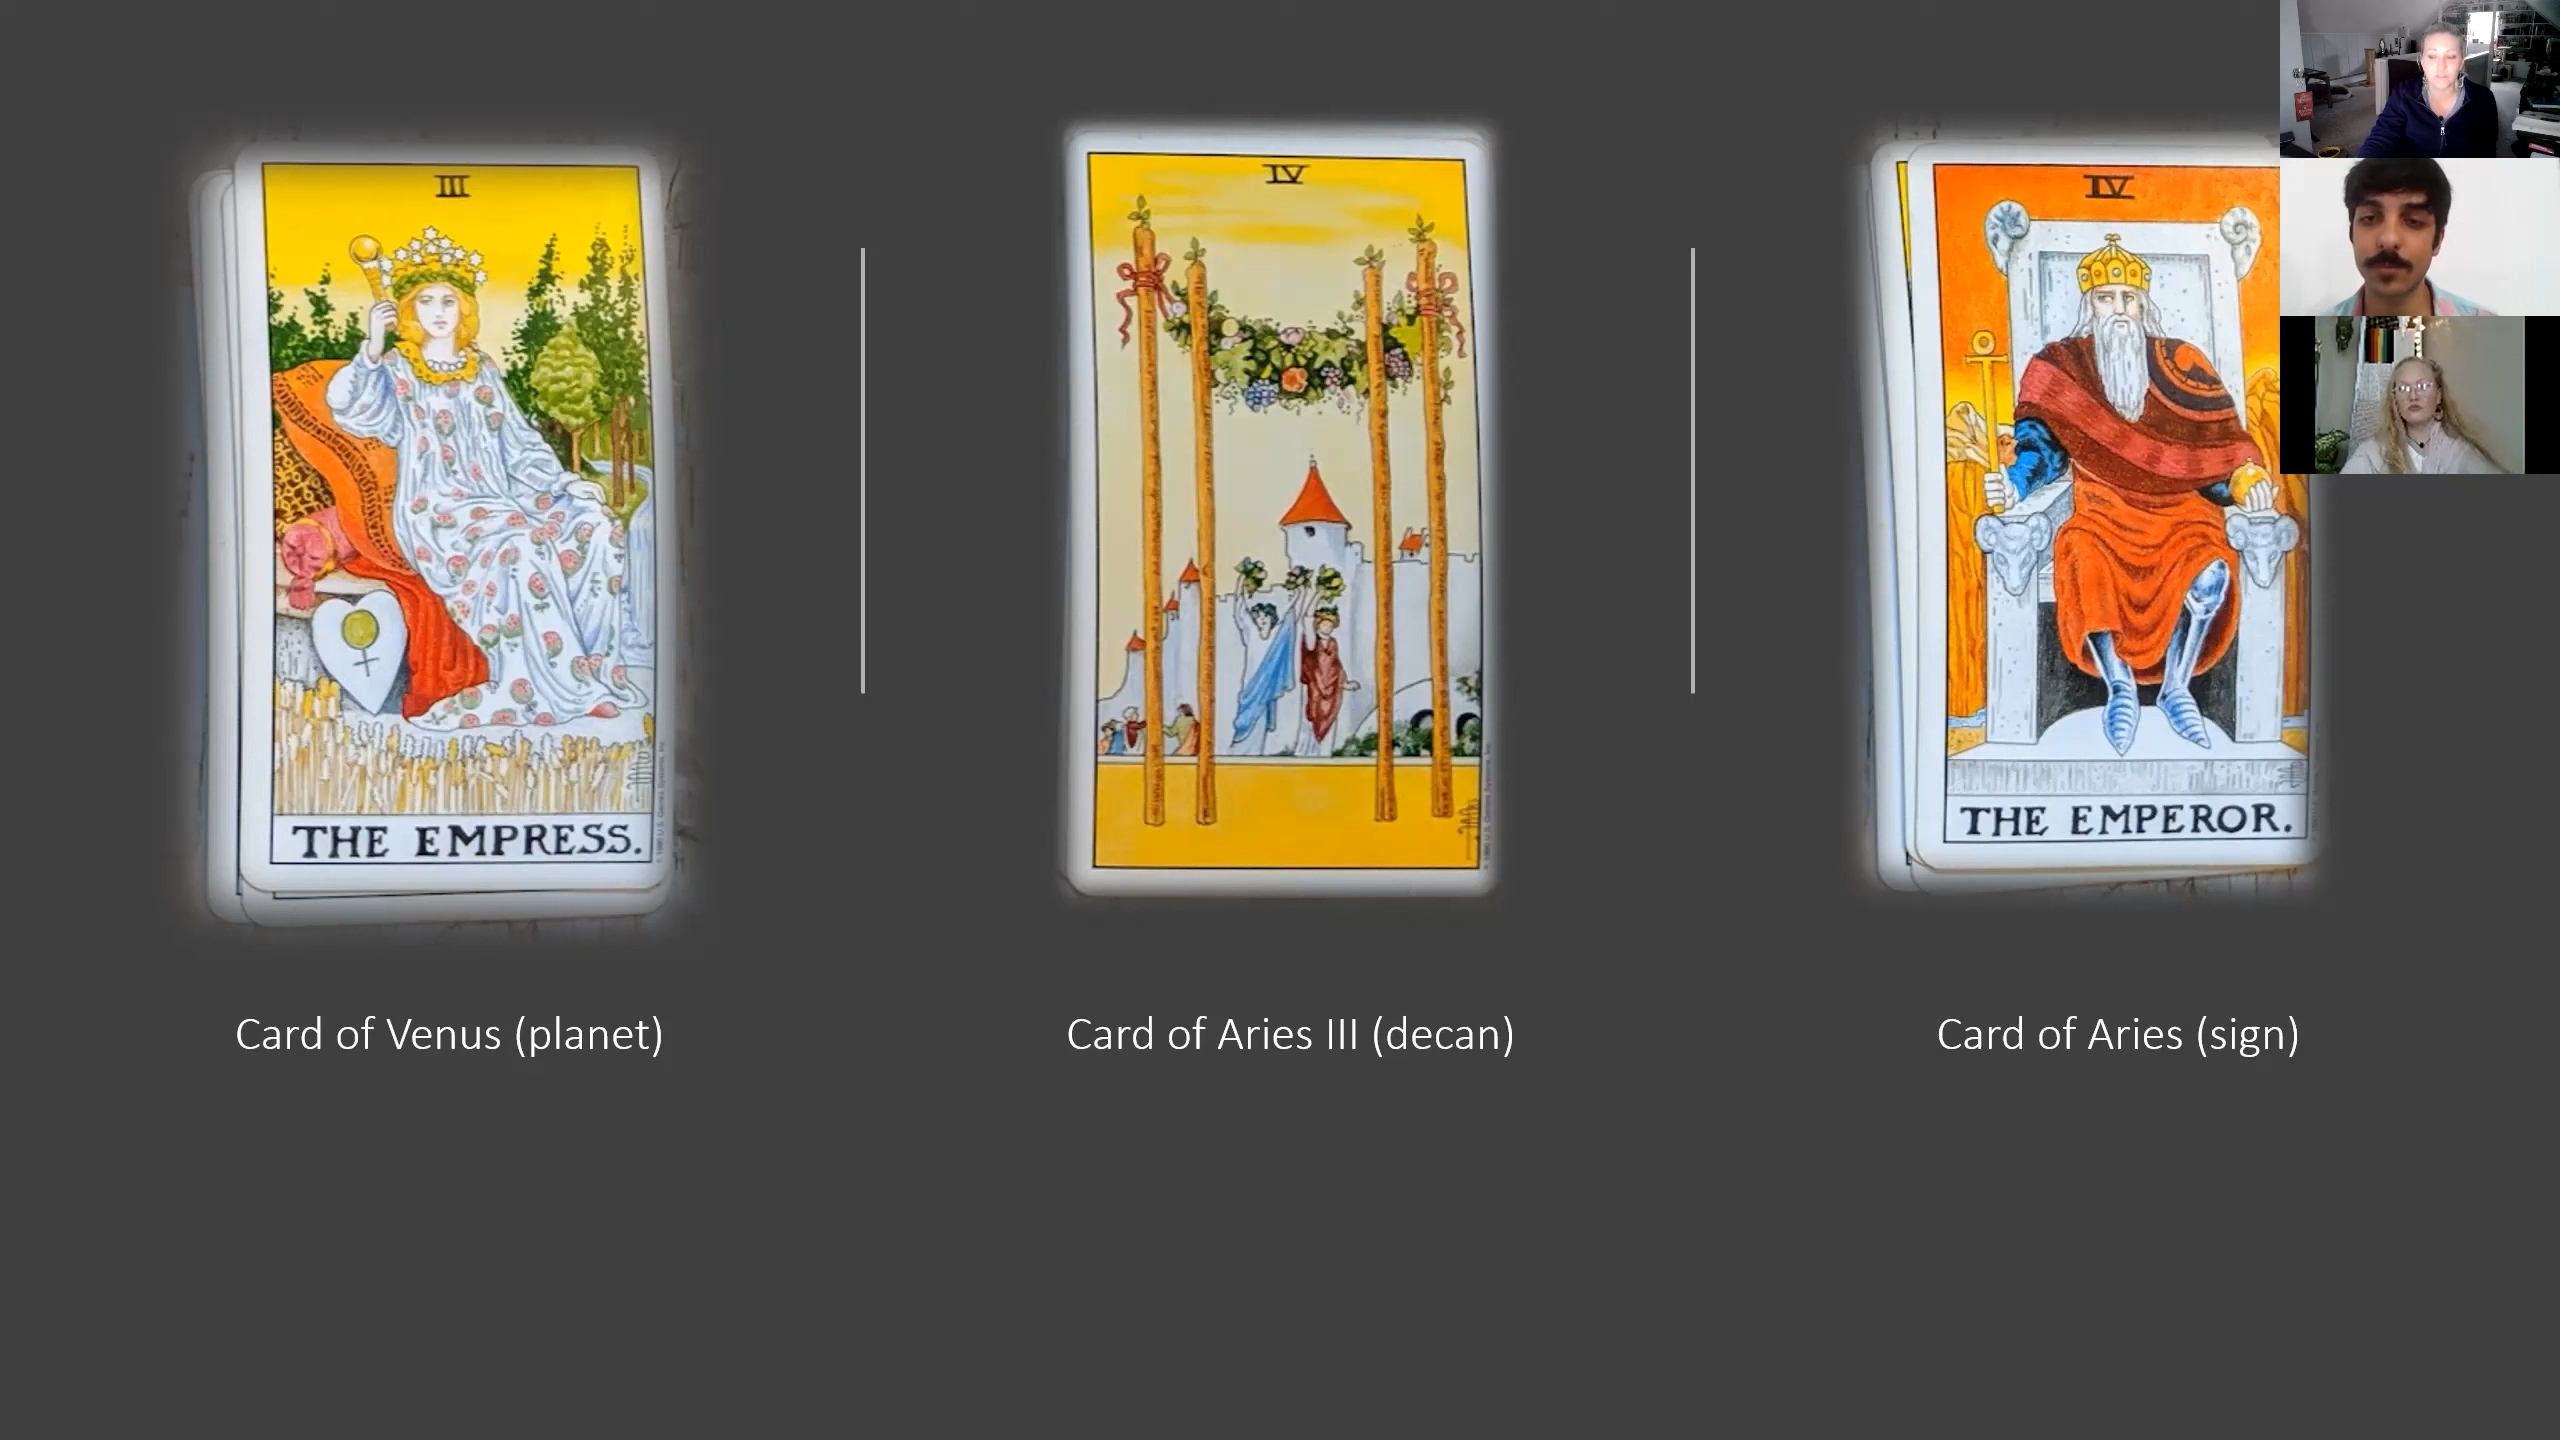 III
THE EMPRESS.
Card of Venus (planet)
IV
Card of Aries III (decan)
IV
THE EMPEROR.
Card of Aries (sign)